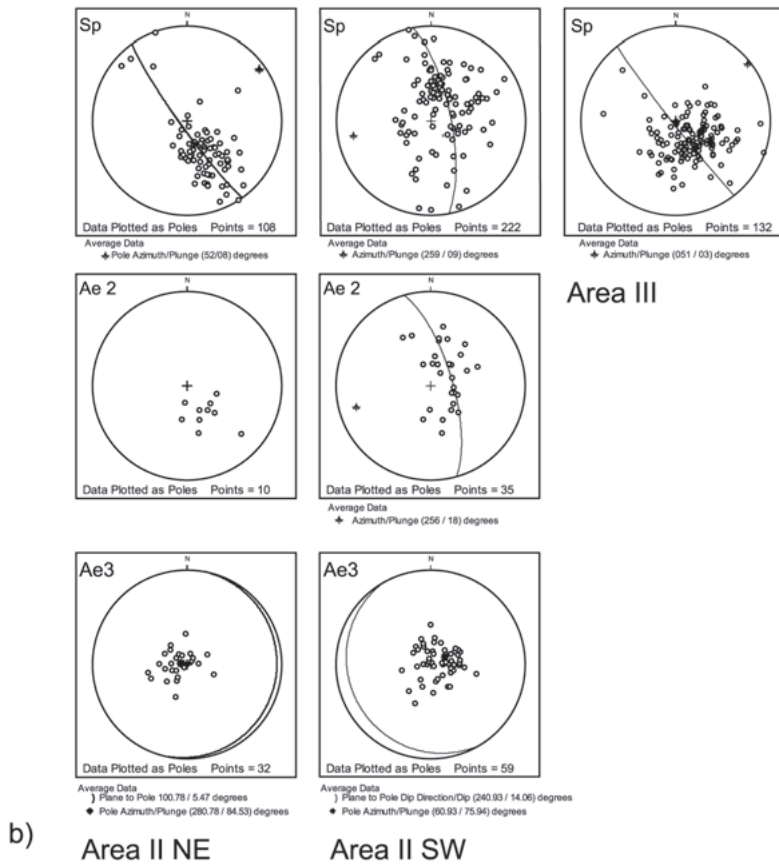 Sp
N
Data Plotted as Poles Points = 108
Average Data
Pole Azimuth/Plunge (52/08) degrees
Sp
N
Data Plotted as Poles Points = 222
Average Data
Azimuth/Plunge (259 / 09) degrees
Sp
N
Data Plotted as Poles Points = 132
Average Data
Azimuth/Plunge (051 / 03) degrees
Area III
Ae 2
N
Data Plotted as Poles Points = 10
Ae 2
N
Data Plotted as Poles Points = 35
Average Data
Azimuth/Plunge (256 / 18) degrees
Ae3
N
Data Plotted as Poles Points = 32
Average Data
Plane to Pole 100.78 / 5.47 degrees
Pole Azimuth/Plunge (280.78 / 84.53) degrees
Ae3
N
Data Plotted as Poles Points = 59
Average Data
Plane to Pole Dip Direction/Dip (240.93 / 14.06) degrees
Pole Azimuth/Plunge (60.93 / 75.94) degrees
b) Area II NE Area II SW